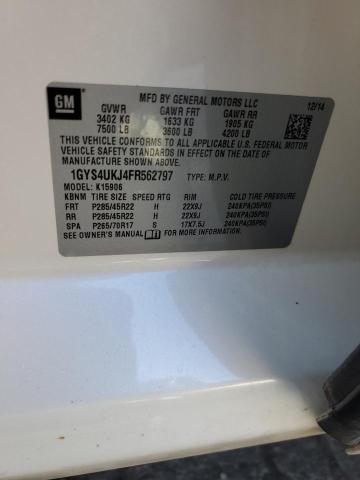 GM
MFD BY GENERAL MOTORS LLC 12/14
GVWR GAWR FRT GAWR RR
3402 KG 1633 KG 1905 KG
7500 LB 3600 LB 4200 LB
THIS VEHICLE CONFORMS TO ALL APPLICABLE U.S. FEDERAL MOTOR
VEHICLE SAFETY STANDARDS IN EFFECT ON THE DATE OF
MANUFACTURE SHOWN ABOVE.
1GYS4UKJ4FR562797 TYPE: M.P.V.
MODEL: K15906
KBNM TIRE SIZE SPEED RTG RIM COLD TIRE PRESSURE
FRT P285/45R22 H 22X9J 240KPA(35PSI)
RR P285/45R22 H 22X9J 240KPA(35PSI)
SPA P265/70R17 S 17X7.5J 240KPA(35PSI)
SEE OWNER'S MANUAL